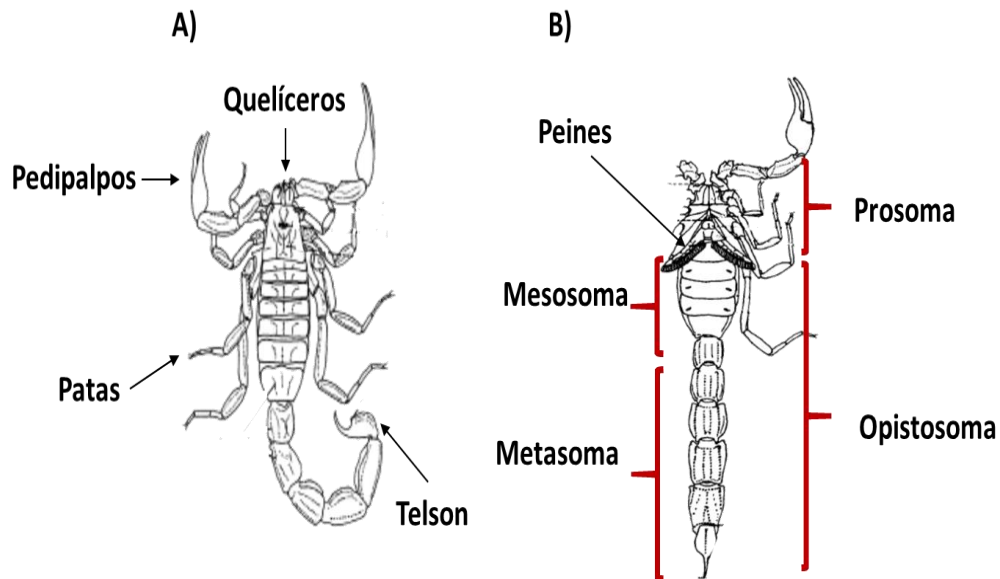 A)
Quelíceros
Pedipalpos
Patas
Telson
B)
Peines
Prosoma
Mesosoma
Opistosoma
Metasoma